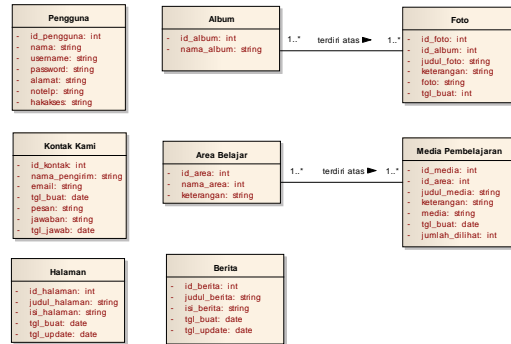 Pengguna
- id_pengguna: int
- nama: string
- username: string
- password: string
- alamat: string
- notelp: string
- hakakses: string
Album
- id_album: int
- nama_album: string
1..* terdiri atas 1..*
Foto
- id_foto: int
- id_album: int
- judul_foto: string
- keterangan: string
- foto: string
- tgl_buat: int
Kontak Kami
- id_kontak: int
- nama_pengirim: string
- email: string
- tgl_buat: date
- pesan: string
- jawaban: string
- tgl_jawab: date
Area Belajar
- id_area: int
- nama_area: string
- keterangan: string
1..* terdiri atas 1..*
Media Pembelajaran
- id_media: int
- id_area: int
- judul_media: string
- keterangan: string
- media: string
- tgl_buat: date
- jumlah_dilihat: int
Halaman
- id_halaman: int
- judul_halaman: string
- isi_halaman: string
- tgl_buat: date
- tgl_update: date
Berita
- id_berita: int
- judul_berita: string
- isi_berita: string
- tgl_buat: date
- tgl_update: date